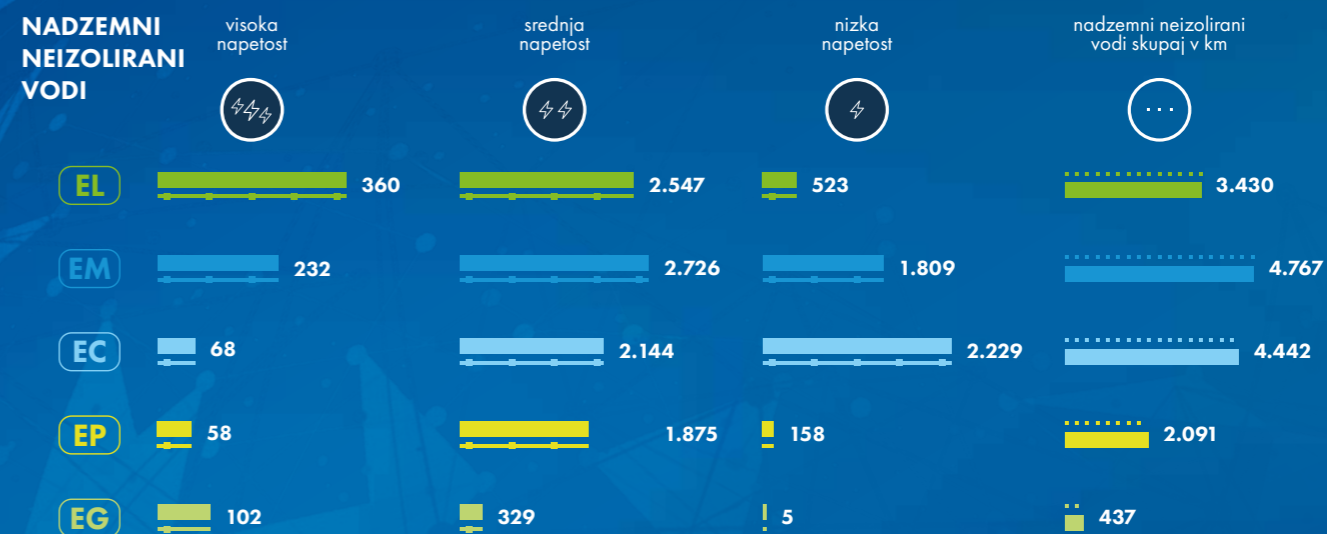 NADZEMNI
NEIZOLIRANI
VODI
visoka
napetost
srednja
napetost
nizka
napetost
nadzemni neizolirani
vodi skupaj v km
EL 360 2.547 523 3.430
EM 232 2.726 1.809 4.767
EC 68 2.144 2.229 4.442
EP 58 1.875 158 2.091
EG 102 329 5 437